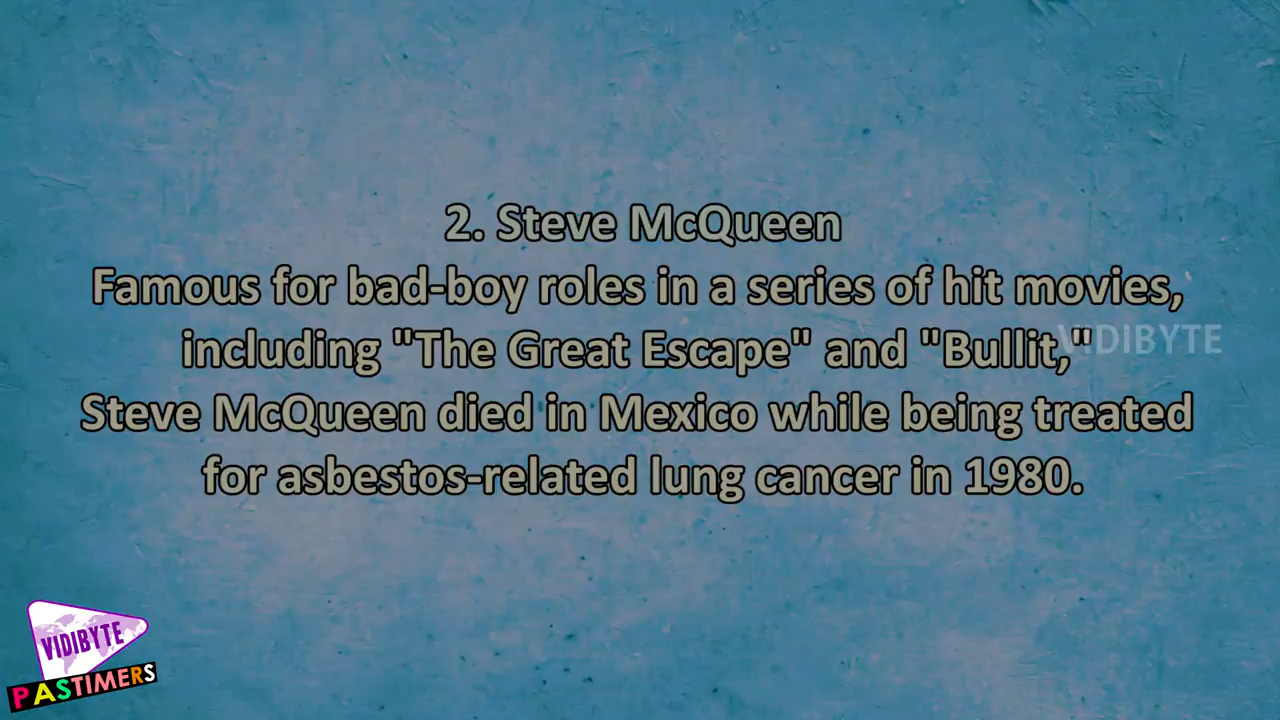 2. Steve McQueen
Famous for bad-boy roles in a series of hit movies,
including "The Great Escape" and "Bullit,"
VIDIBYTE
Steve McQueen died in Mexico while being treated
for asbestos-related lung cancer in 1980.
VIDIBYTE
PASTIMERS